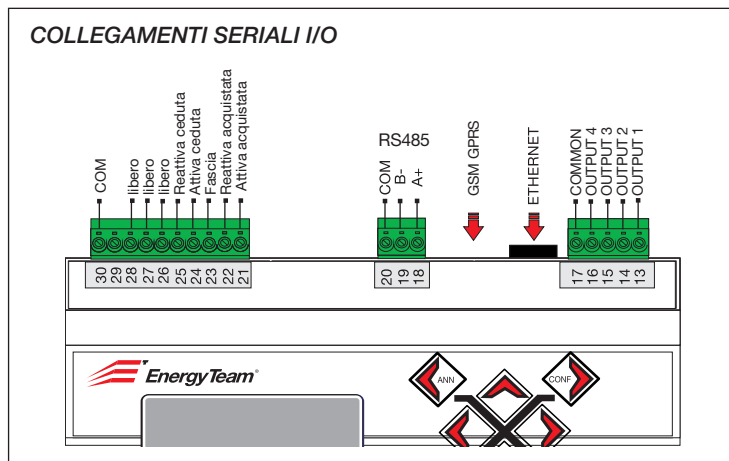 COLLEGAMENTI SERIALI I/O
COM
libero
libero
libero
Reattiva ceduta
Attiva ceduta
Fascia
Reattiva acquistata
Attiva acquistata
RS485
COM
B-
A+
GSM GPRS
ETHERNET
COMMON
OUTPUT 4
OUTPUT 3
OUTPUT 2
OUTPUT 1
30 29 28 27 26 25 24 23 22 21
20 19 18
17 16 15 14 13
EnergyTeam®
ANN
CONF